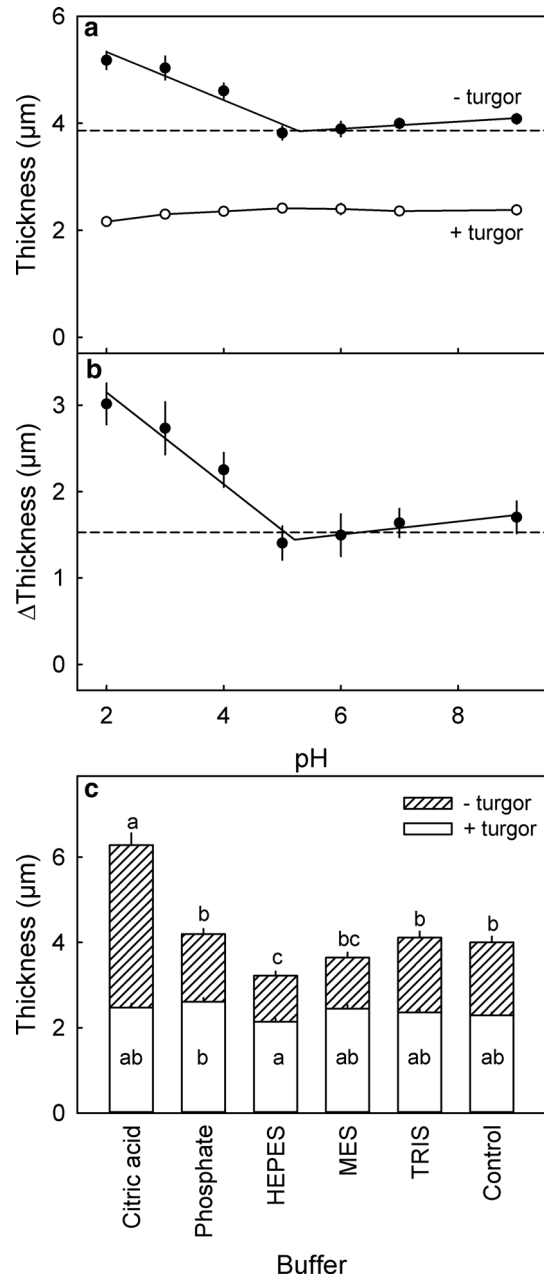 a
6
4
2
0
Thickness (μm)
- turgor
+ turgor
b
3
2
1
0
ΔThickness (μm)
2 4 6 8
pH
c
6
4
2
0
Thickness (μm)
- turgor
+ turgor
a b c bc b b
ab b a ab ab ab
Citric acid
Phosphate
HEPES
MES
TRIS
Control
Buffer